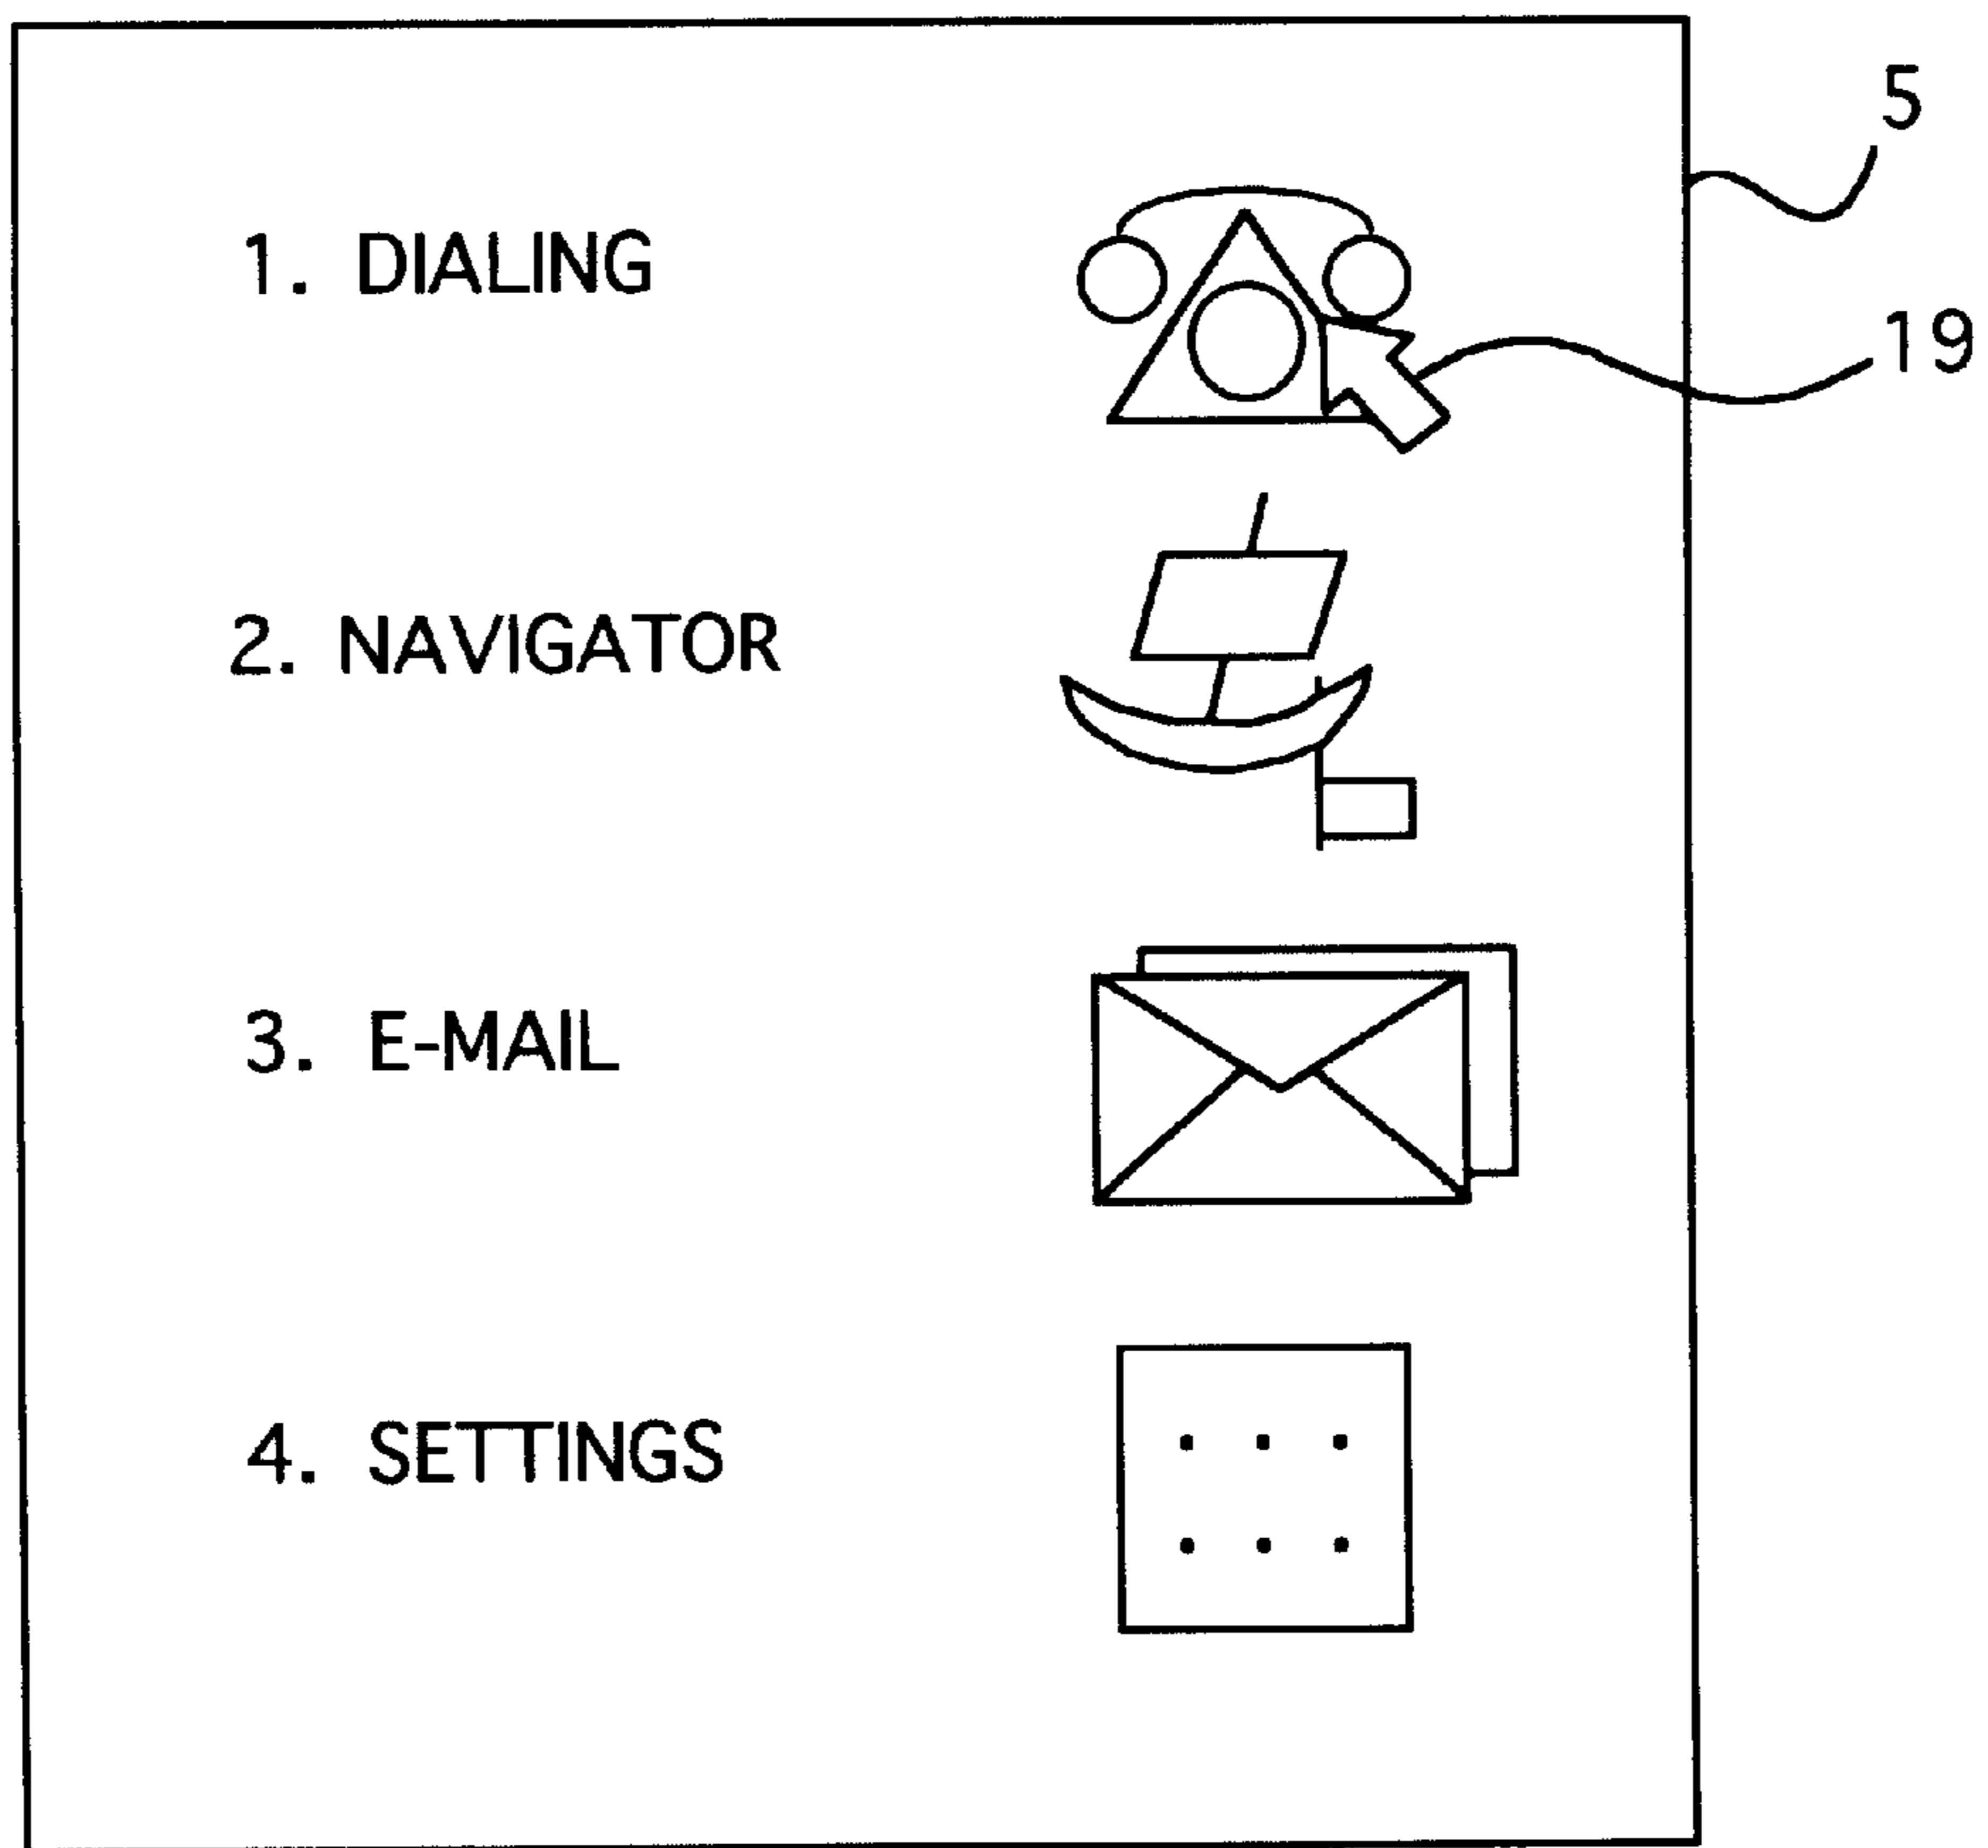 5
1. DIALING
19
2. NAVIGATOR
3. E-MAIL
4. SETTINGS